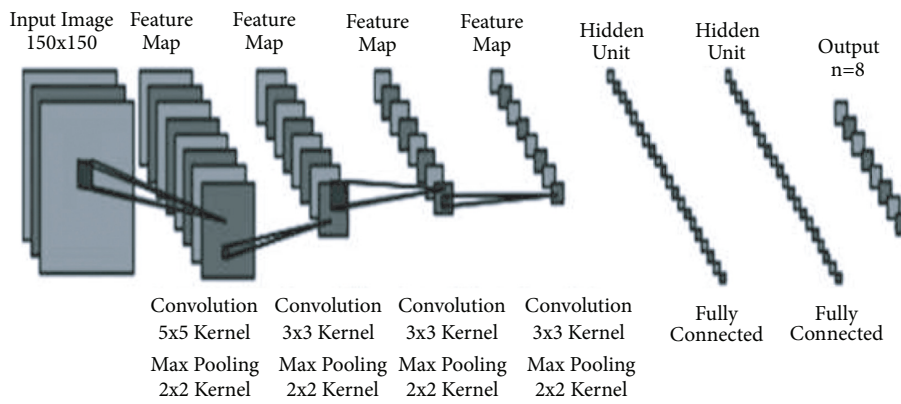 Input Image
150x150
Feature
Map
Feature
Map
Feature
Map
Feature
Map
Hidden
Unit
Hidden
Unit
Output
n=8
Convolution
5x5 Kernel
Max Pooling
2x2 Kernel
Convolution
3x3 Kernel
Max Pooling
2x2 Kernel
Convolution
3x3 Kernel
Max Pooling
2x2 Kernel
Convolution
3x3 Kernel
Max Pooling
2x2 Kernel
Fully
Connected
Fully
Connected